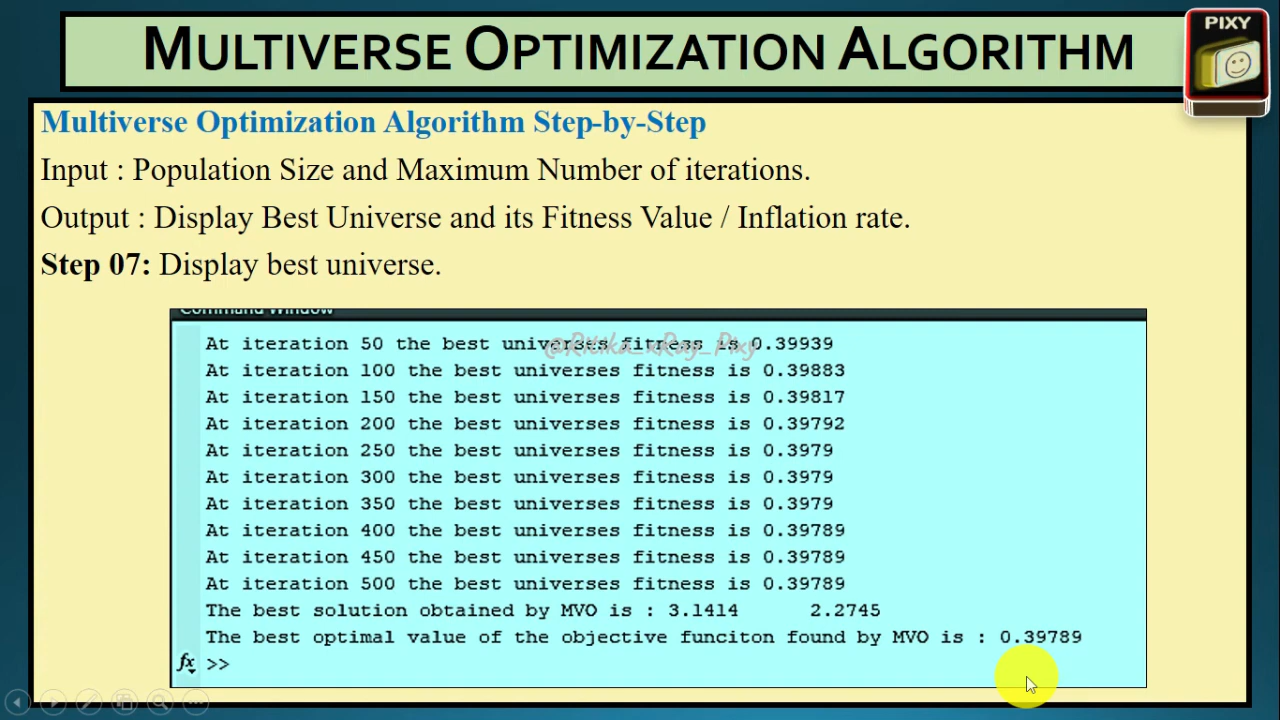 MULTIVERSE OPTIMIZATION ALGORITHM
PIXY
Multiverse Optimization Algorithm Step-by-Step
Input : Population Size and Maximum Number of iterations.
Output : Display Best Universe and its Fitness Value / Inflation rate.
Step 07: Display best universe.
Command Window
@Ritika_xRay_Pixy
At iteration 50 the best universes fitness is 0.39939
At iteration 100 the best universes fitness is 0.39883
At iteration 150 the best universes fitness is 0.39817
At iteration 200 the best universes fitness is 0.39792
At iteration 250 the best universes fitness is 0.3979
At iteration 300 the best universes fitness is 0.3979
At iteration 350 the best universes fitness is 0.3979
At iteration 400 the best universes fitness is 0.39789
At iteration 450 the best universes fitness is 0.39789
At iteration 500 the best universes fitness is 0.39789
The best solution obtained by MVO is : 3.1414 2.2745
The best optimal value of the objective funciton found by MVO is : 0.39789
fx >>